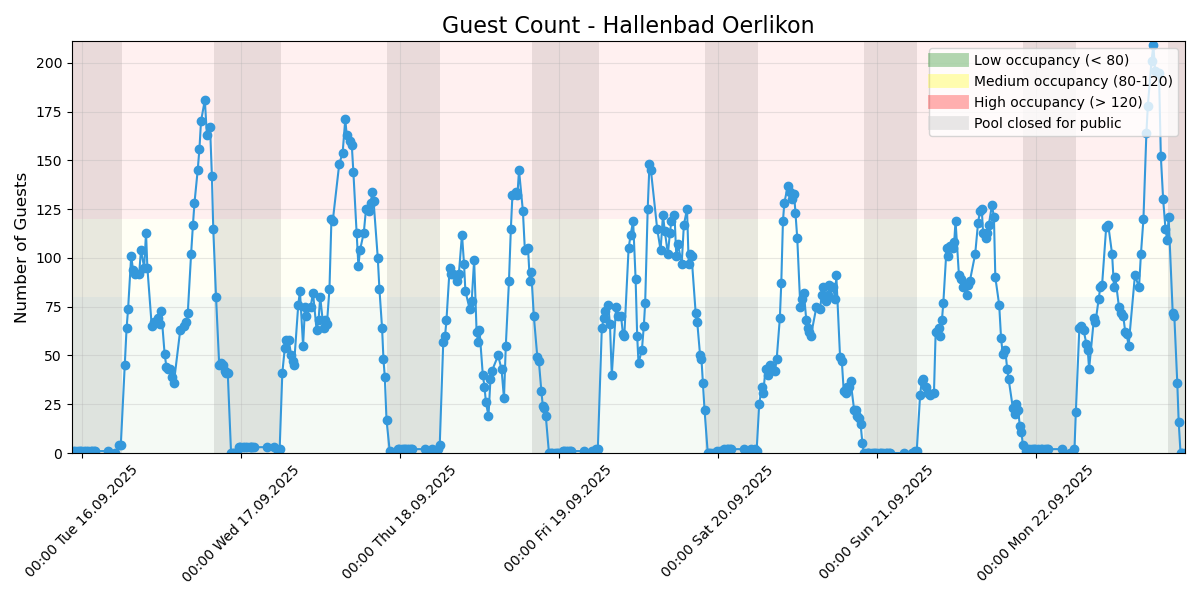 Guest Count - Hallenbad Oerlikon
Number of Guests
200
175
150
125
100
75
50
25
0
Low occupancy (< 80)
Medium occupancy (80-120)
High occupancy (> 120)
Pool closed for public
00:00 Tue 16.09.2025
00:00 Wed 17.09.2025
00:00 Thu 18.09.2025
00:00 Fri 19.09.2025
00:00 Sat 20.09.2025
00:00 Sun 21.09.2025
00:00 Mon 22.09.2025